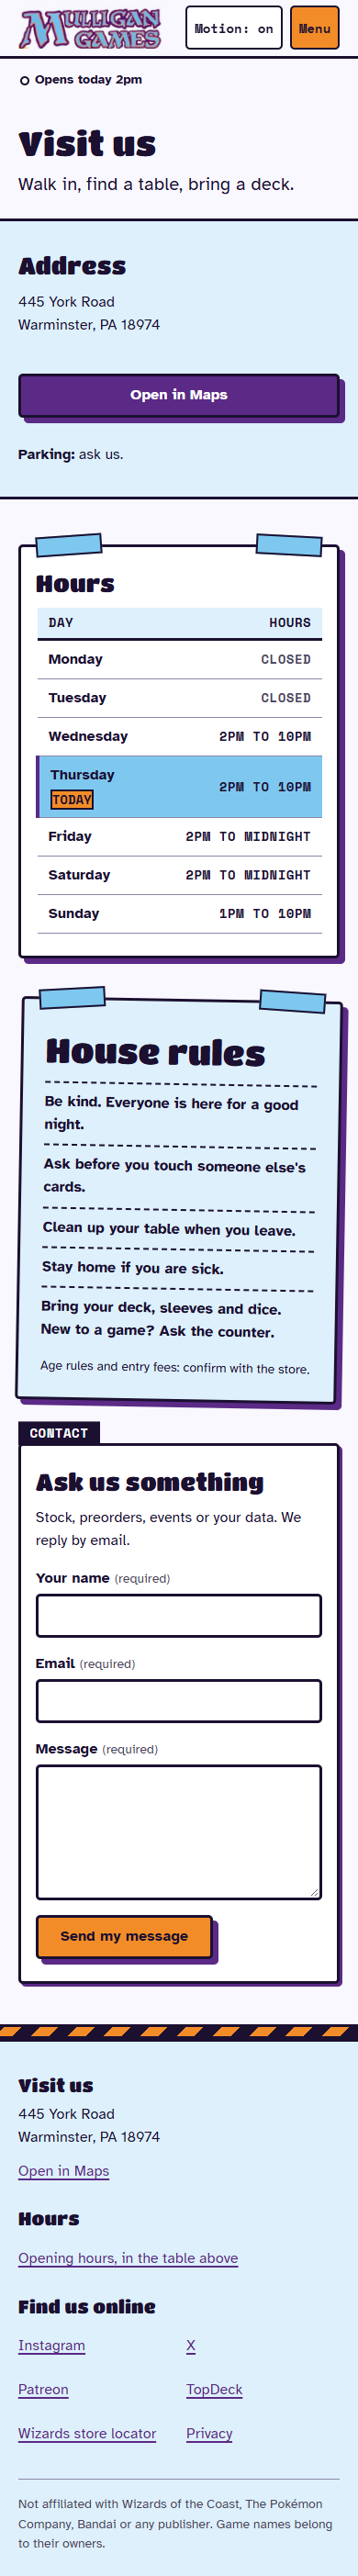 MULLIGAN GAMES
Motion: on
Menu
Opens today 2pm
Visit us
Walk in, find a table, bring a deck.
Address
445 York Road
Warminster, PA 18974
Open in Maps
Parking: ask us.
Hours
DAY HOURS
Monday CLOSED
Tuesday CLOSED
Wednesday 2PM TO 10PM
Thursday
TODAY 2PM TO 10PM
Friday 2PM TO MIDNIGHT
Saturday 2PM TO MIDNIGHT
Sunday 1PM TO 10PM
House rules
Be kind. Everyone is here for a good
night.
Ask before you touch someone else's
cards.
Clean up your table when you leave.
Stay home if you are sick.
Bring your deck, sleeves and dice.
New to a game? Ask the counter.
Age rules and entry fees: confirm with the store.
CONTACT
Ask us something
Stock, preorders, events or your data. We
reply by email.
Your name (required)
Email (required)
Message (required)
Send my message
Visit us
445 York Road
Warminster, PA 18974
Open in Maps
Hours
Opening hours, in the table above
Find us online
Instagram X
Patreon TopDeck
Wizards store locator Privacy
Not affiliated with Wizards of the Coast, The Pokémon
Company, Bandai or any publisher. Game names belong
to their owners.